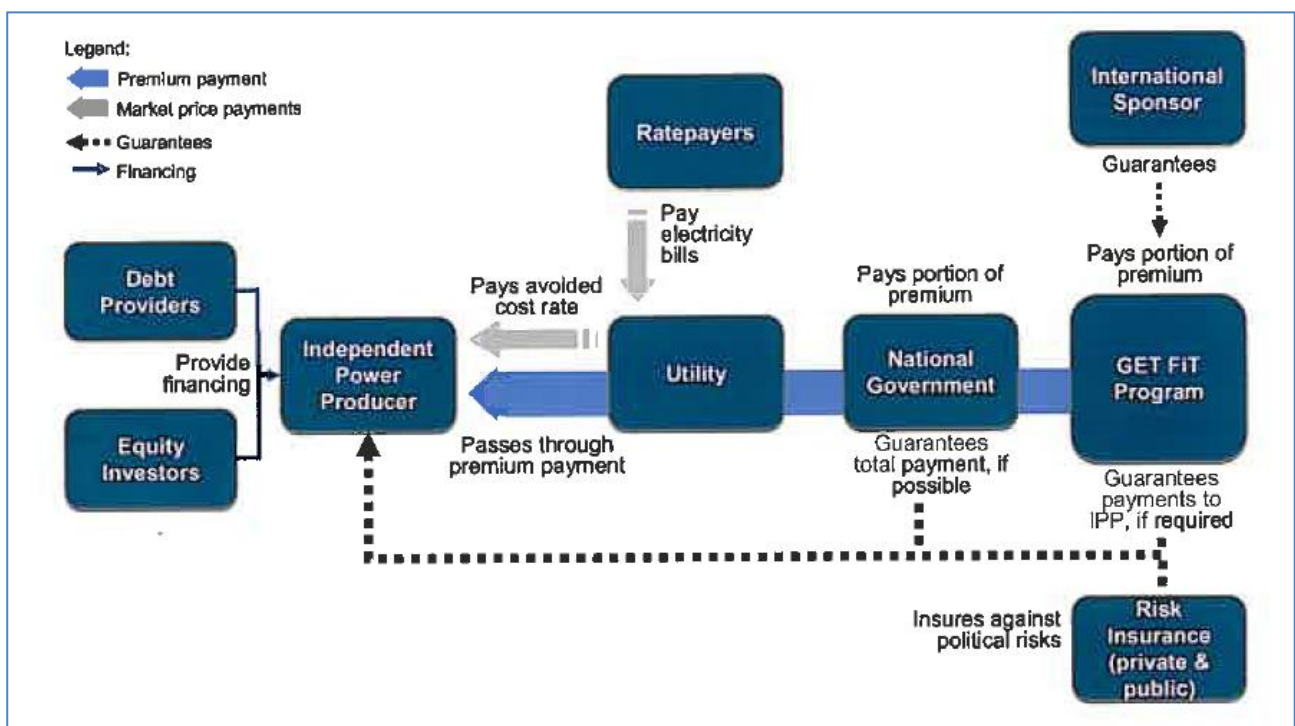 Legend:
Premium payment
Market price payments
Guarantees
Financing
International
Sponsor
Ratepayers
Guarantees
Pay
electricity
bills
Pays portion of
premium
Pays portion of
premium
Debt
Providers
Pays avoided
cost rate
Provide
financing
Independent
Power
Producer
Utility
National
Government
GET FiT
Program
Equity
Investors
Passes through
premium payment
Guarantees
total payment, if
possible
Guarantees
payments to
IPP, if required
Insures against
political risks
Risk
Insurance
(private &
public)